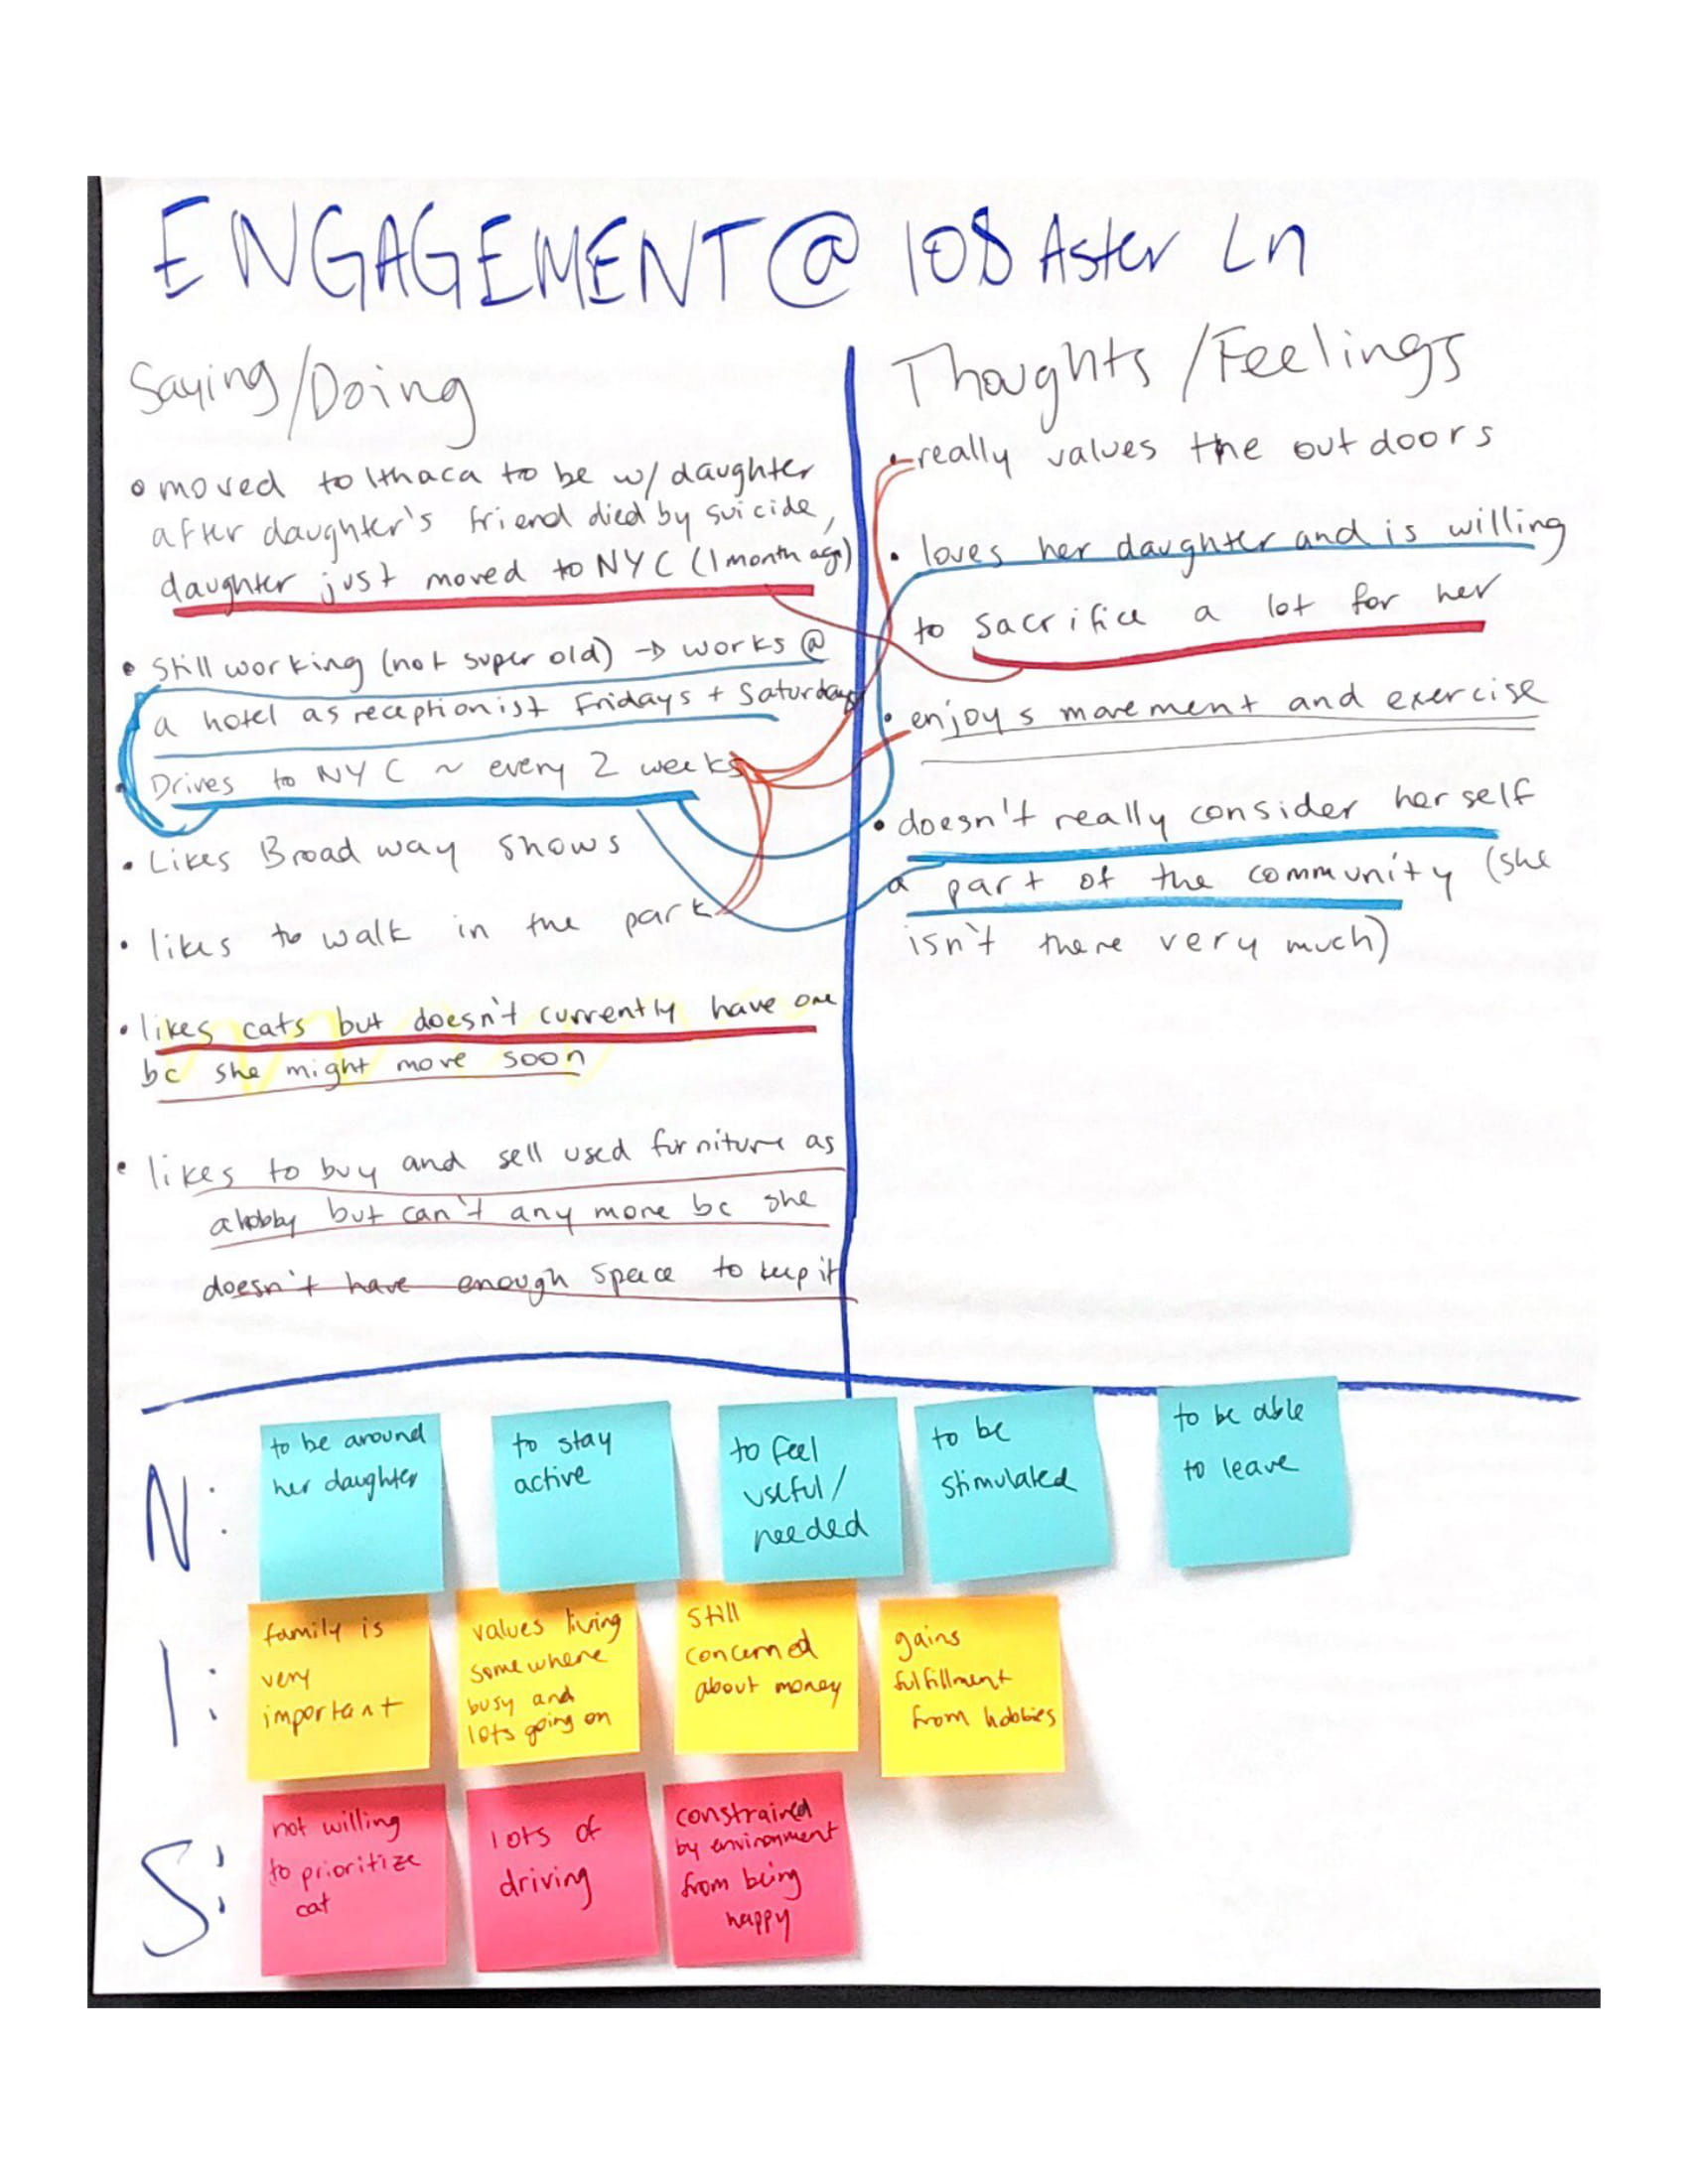 ENGAGEMENT @ 108 Aster Ln
Saying/Doing
• moved to Ithaca to be w/ daughter
after daughter's friend died by suicide,
daughter just moved to NYC (1 month ago)
• Still working (not super old) → works @
a hotel as receptionist Fridays + Saturdays
• Drives to NYC ~ every 2 weeks
• Likes Broadway shows
• likes to walk in the park
• likes cats but doesn't currently have one
bc she might move soon
• likes to buy and sell used furniture as
a hobby but can't any more bc she
doesn't have enough space to keep it
Thoughts/Feelings
• really values the outdoors
• loves her daughter and is willing
to sacrifice a lot for her
• enjoys movement and exercise
• doesn't really consider herself
a part of the community (she
isn't there very much)
N:
to be around
her daughter
to stay
active
to feel
useful/
needed
to be
stimulated
to be able
to leave
I:
family is
very
important
values living
somewhere
busy and
lots going on
still
concerned
about money
gains
fulfillment
from hobbies
S:
not willing
to prioritize
cat
lots of
driving
constrained
by environment
from being
happy